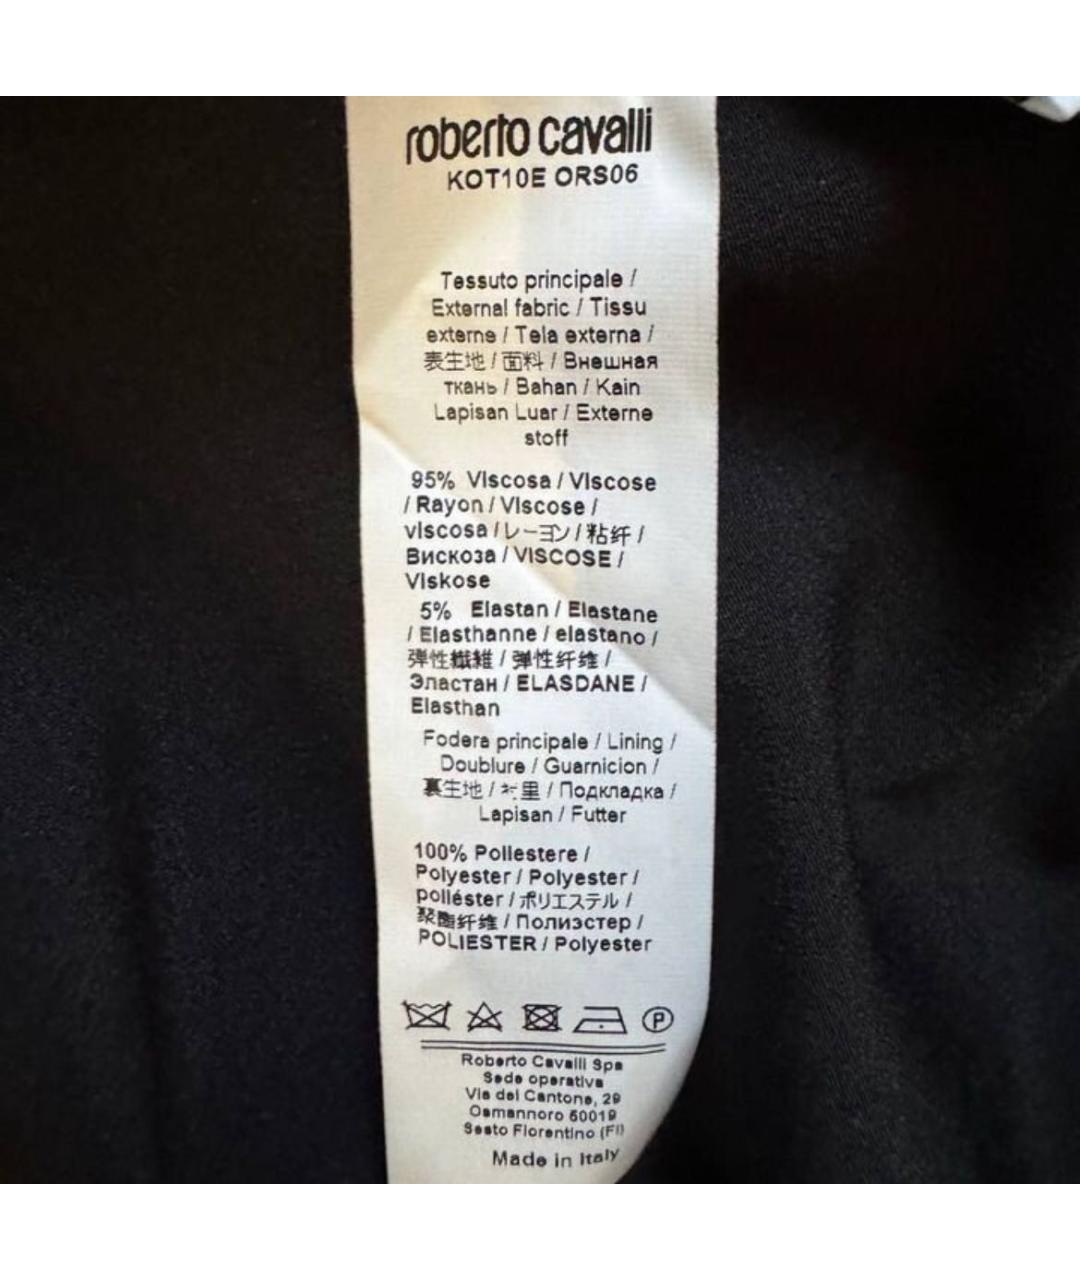 roberto cavalli
KOT10E ORS06
Tessuto principale /
External fabric / Tissu
externe / Tela externa /
表生地 / 面料 / Внешная
ткань / Bahan / Kain
Lapisan Luar / Externe
stoff
95% Viscosa / Viscose
/ Rayon / Viscose /
viscosa / レーヨン / 粘纤 /
Вискоза / VISCOSE /
Viskose
5% Elastan / Elastane
/ Elasthanne / elastano /
弾性繊維 / 弹性纤维 /
Эластан / ELASDANE /
Elasthan
Fodera principale / Lining /
Doublure / Guarnicion /
裏生地 / 衬里 / Подкладка /
Lapisan / Futter
100% Poliestere /
Polyester / Polyester /
poliéster / ポリエステル /
聚酯纤维 / Полиэстер /
POLIESTER / Polyester
P
Roberto Cavalli Spa
Sede operativa
Via del Cantone, 29
Osmannoro 50019
Sesto Fiorentino (FI)
Made in Italy